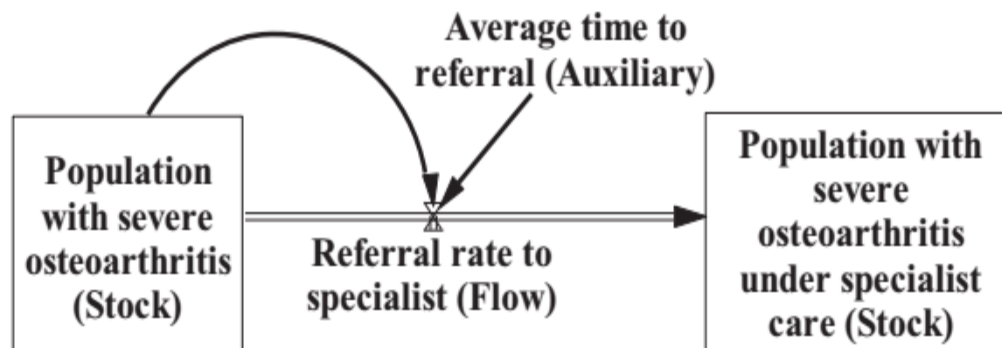 Average time to
referral (Auxiliary)
Population
with severe
osteoarthritis
(Stock)
Referral rate to
specialist (Flow)
Population with
severe
osteoarthritis
under specialist
care (Stock)